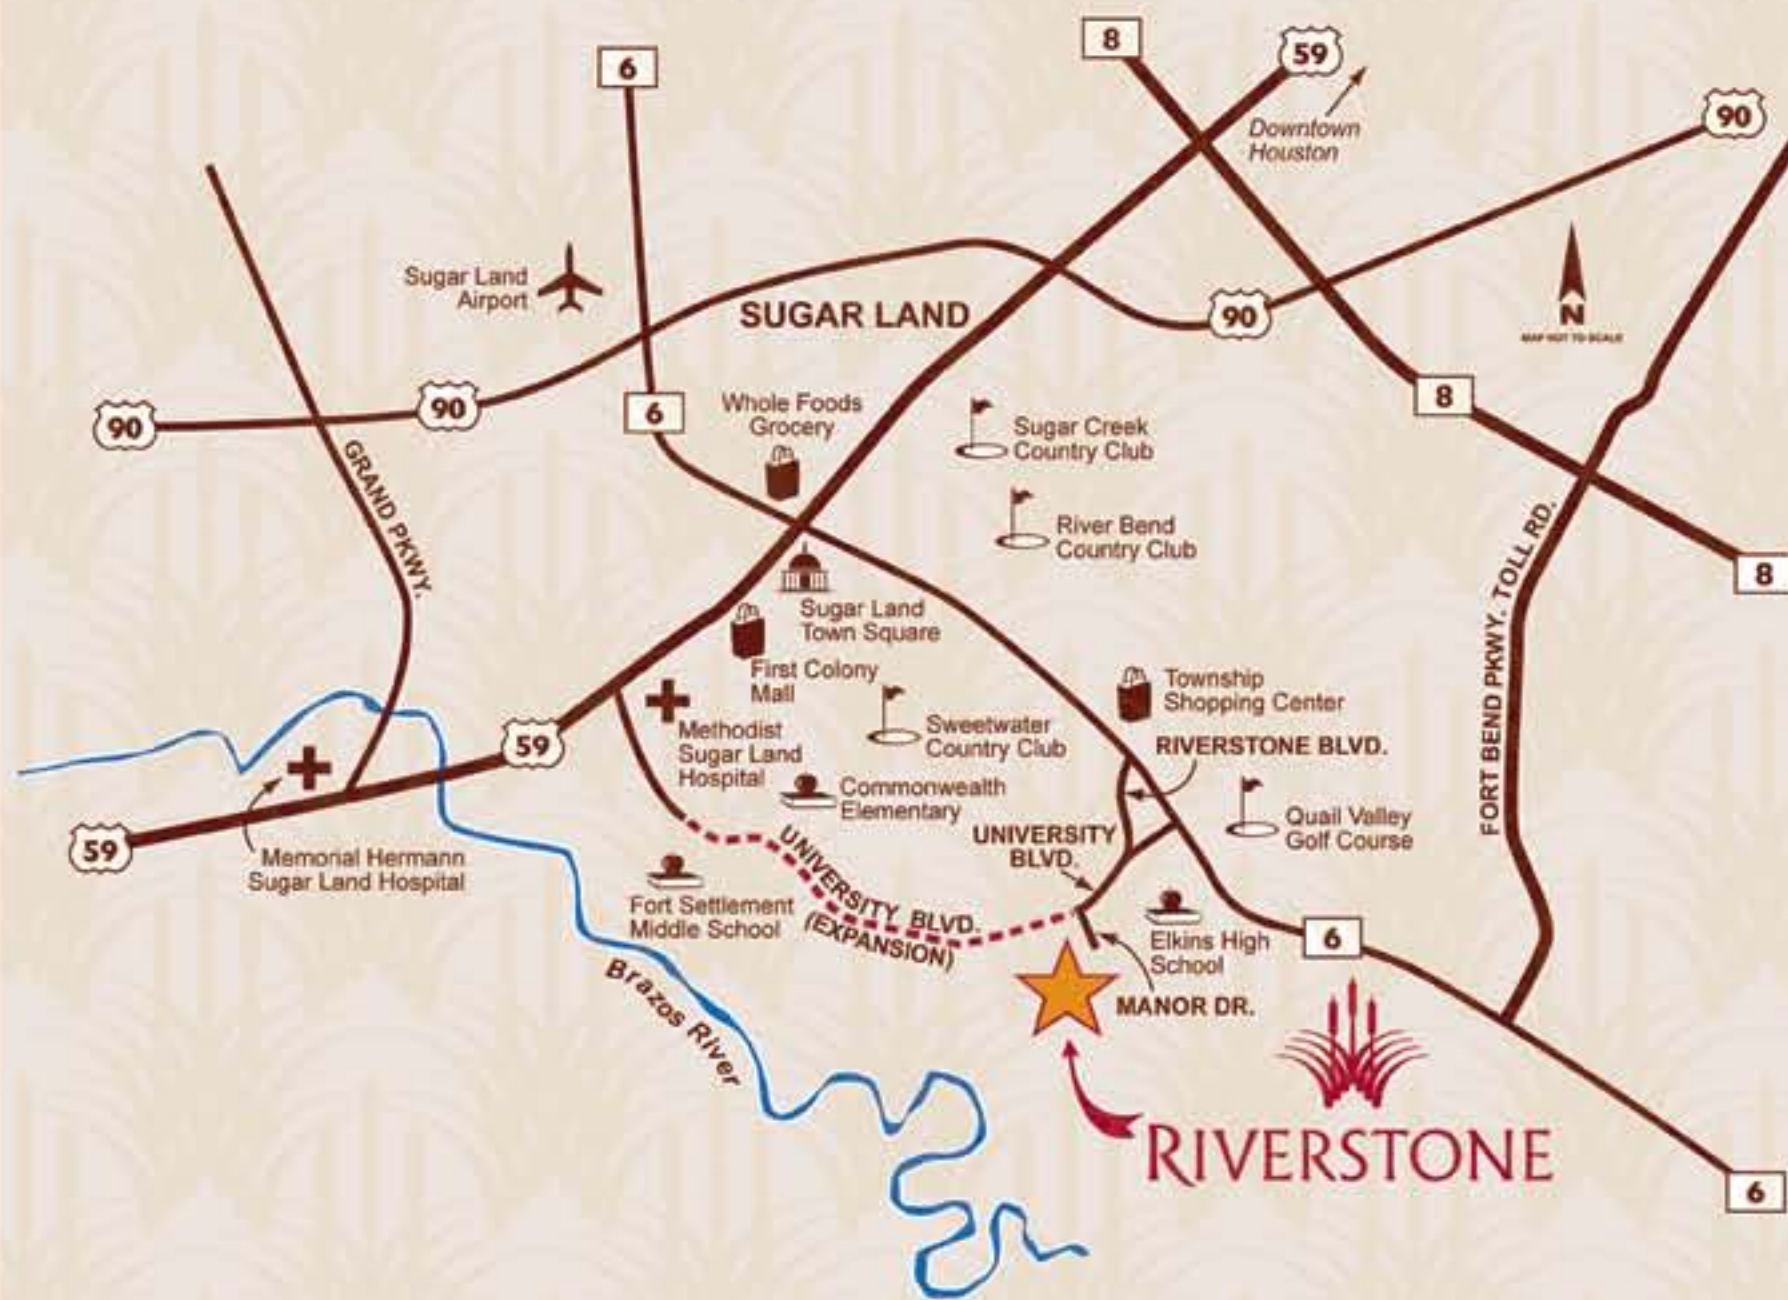 8
59
6
90
Downtown
Houston
Sugar Land
Airport
SUGAR LAND
90
N
MAP NOT TO SCALE
90
90
6
8
Whole Foods
Grocery
Sugar Creek
Country Club
GRAND PKWY.
River Bend
Country Club
FORT BEND PKWY. TOLL RD.
8
Sugar Land
Town Square
First Colony
Mall
Township
Shopping Center
Methodist
Sugar Land
Hospital
Sweetwater
Country Club
RIVERSTONE BLVD.
59
Commonwealth
Elementary
59
UNIVERSITY
BLVD.
Quail Valley
Golf Course
Memorial Hermann
Sugar Land Hospital
UNIVERSITY BLVD.
(EXPANSION)
Fort Settlement
Middle School
Elkins High
School
6
Brazos River
MANOR DR.
RIVERSTONE
6